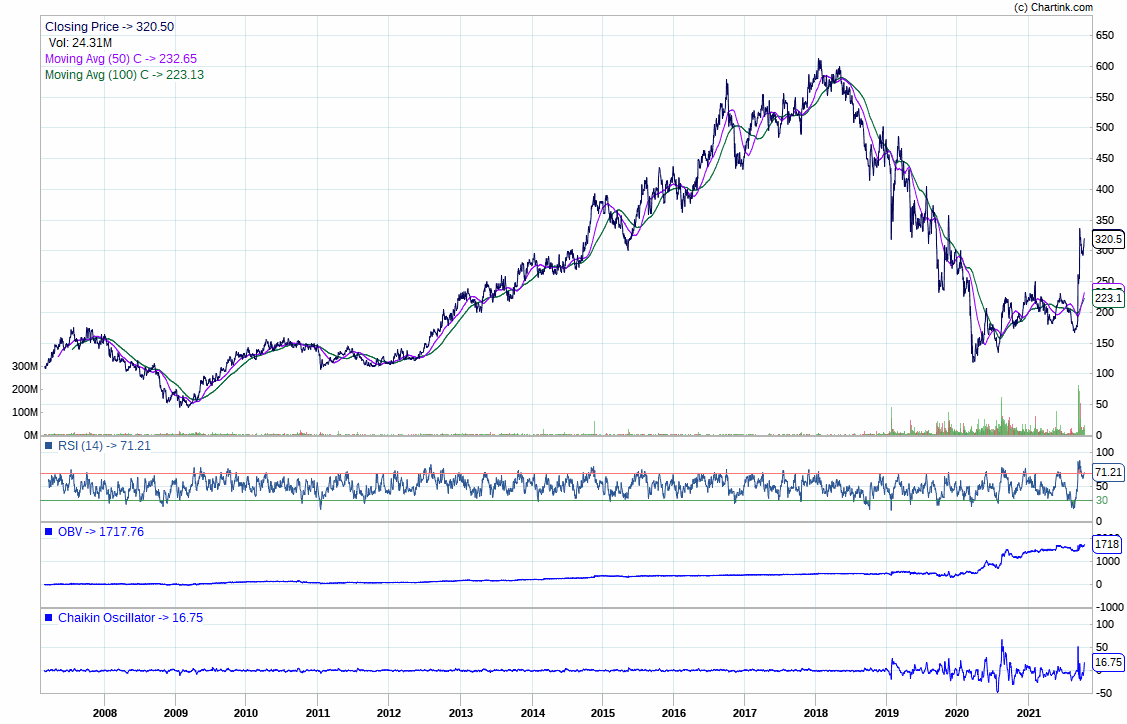 (c) Chartink.com
Closing Price -> 320.50
Vol: 24.31M
Moving Avg (50) C -> 232.65
Moving Avg (100) C -> 223.13
650
600
550
500
450
400
350
320.5
300
250
223.1
200
150
100
50
0
300M
200M
100M
0M
RSI (14) -> 71.21
100
71.21
50
30
0
OBV -> 1717.76
1718
1000
0
-1000
Chaikin Oscillator -> 16.75
100
50
16.75
-50
2008 2009 2010 2011 2012 2013 2014 2015 2016 2017 2018 2019 2020 2021